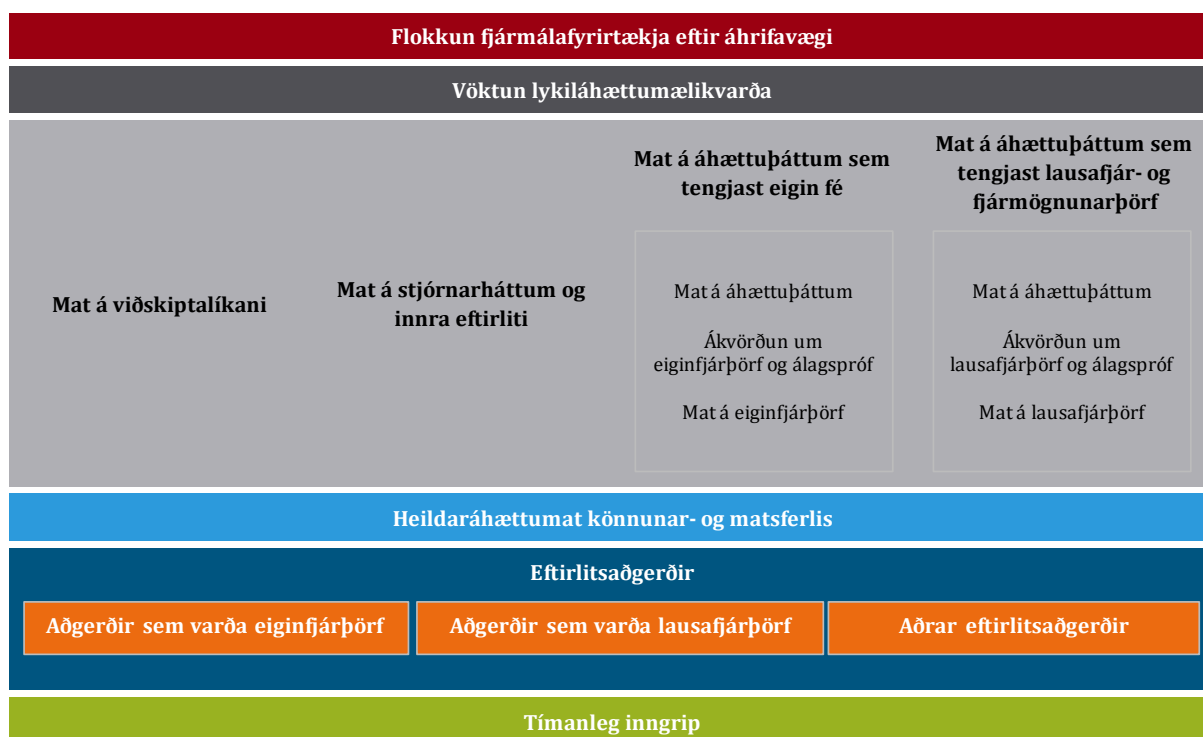 Flokkun fjármálafyrirtækja eftir áhrifavægi
Vöktun lykiláhættumælikvarða
Mat á viðskiptalíkani
Mat á stjórnarháttum og
innra eftirliti
Mat á áhættuþáttum sem
tengjast eigin fé
Mat á áhættuþáttum
Ákvörðun um
eiginfjárþörf og álagspróf
Mat á eiginfjárþörf
Mat á áhættuþáttum sem
tengjast lausafjár- og
fjármögnunarþörf
Mat á áhættuþáttum
Ákvörðun um
lausafjárþörf og álagspróf
Mat á lausafjárþörf
Heildaráhættumat könnunar- og matsferlis
Eftirlitsaðgerðir
Aðgerðir sem varða eiginfjárþörf
Aðgerðir sem varða lausafjárþörf
Aðrar eftirlitsaðgerðir
Tímanleg inngrip